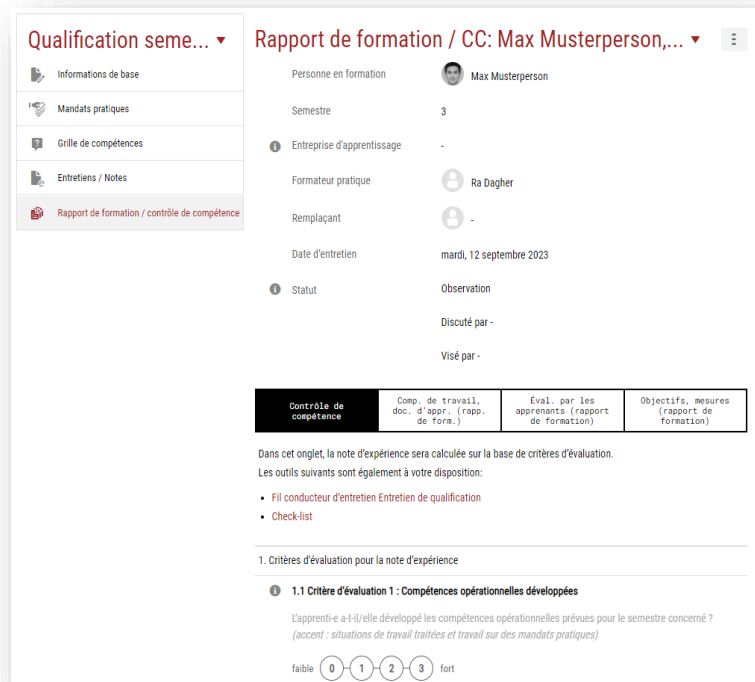 Qualification seme...
Informations de base
Mandats pratiques
Grille de compétences
Entretiens / Notes
Rapport de formation / contrôle de compétence
Rapport de formation / CC: Max Musterperson,...
Personne en formation
Max Musterperson
Semestre
3
Entreprise d'apprentissage
-
Formateur pratique
Ra Dagher
Remplaçant
-
Date d'entretien
mardi, 12 septembre 2023
Statut
Observation
Discuté par -
Visé par -
Contrôle de
compétence
Comp. de travail,
doc. d'appr. (rapp.
de form.)
Éval. par les
apprenants (rapport
de formation)
Objectifs, mesures
(rapport de
formation)
Dans cet onglet, la note d'expérience sera calculée sur la base de critères d'évaluation.
Les outils suivants sont également à votre disposition:
• Fil conducteur d'entretien Entretien de qualification
• Check-list
1. Critères d'évaluation pour la note d'expérience
1.1 Critère d'évaluation 1 : Compétences opérationnelles développées
L'apprenti-e a-t-il/elle développé les compétences opérationnelles prévues pour le semestre concerné ?
(accent : situations de travail traitées et travail sur des mandats pratiques)
faible 0 1 2 3 fort